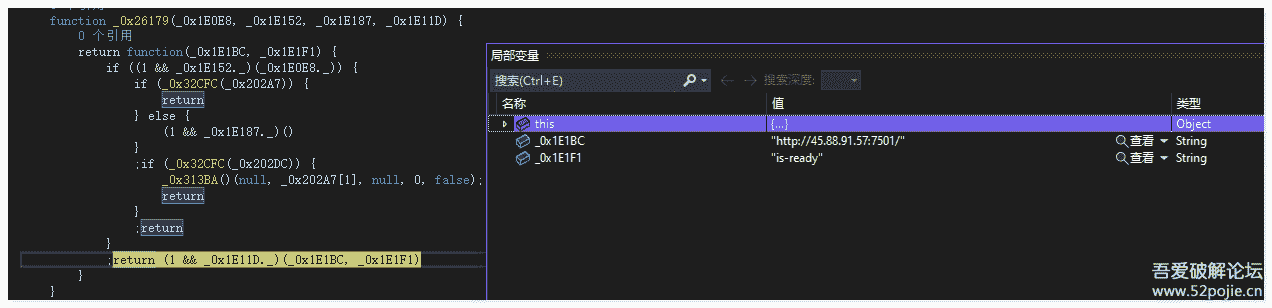 function _0x26179(_0x1E0E8, _0x1E152, _0x1E187, _0x1E11D) {
0 个引用
return function(_0x1E1BC, _0x1E1F1) {
if ((1 && _0x1E152._)(_0x1E0E8._)) {
if (_0x32CFC(_0x202A7)) {
return
} else {
(1 && _0x1E187._)()
}
;if (_0x32CFC(_0x202DC)) {
_0x313BA()(null, _0x202A7[1], null, 0, false);
return
}
;return
}
;return (1 && _0x1E11D._)(_0x1E1BC, _0x1E1F1)
}
}
局部变量
搜索(Ctrl+E) 搜索深度:
名称 值 类型
this {...} Object
_0x1E1BC "http://45.88.91.57:7501/" 查看 String
_0x1E1F1 "is-ready" 查看 String
吾爱破解论坛
www.52pojie.cn